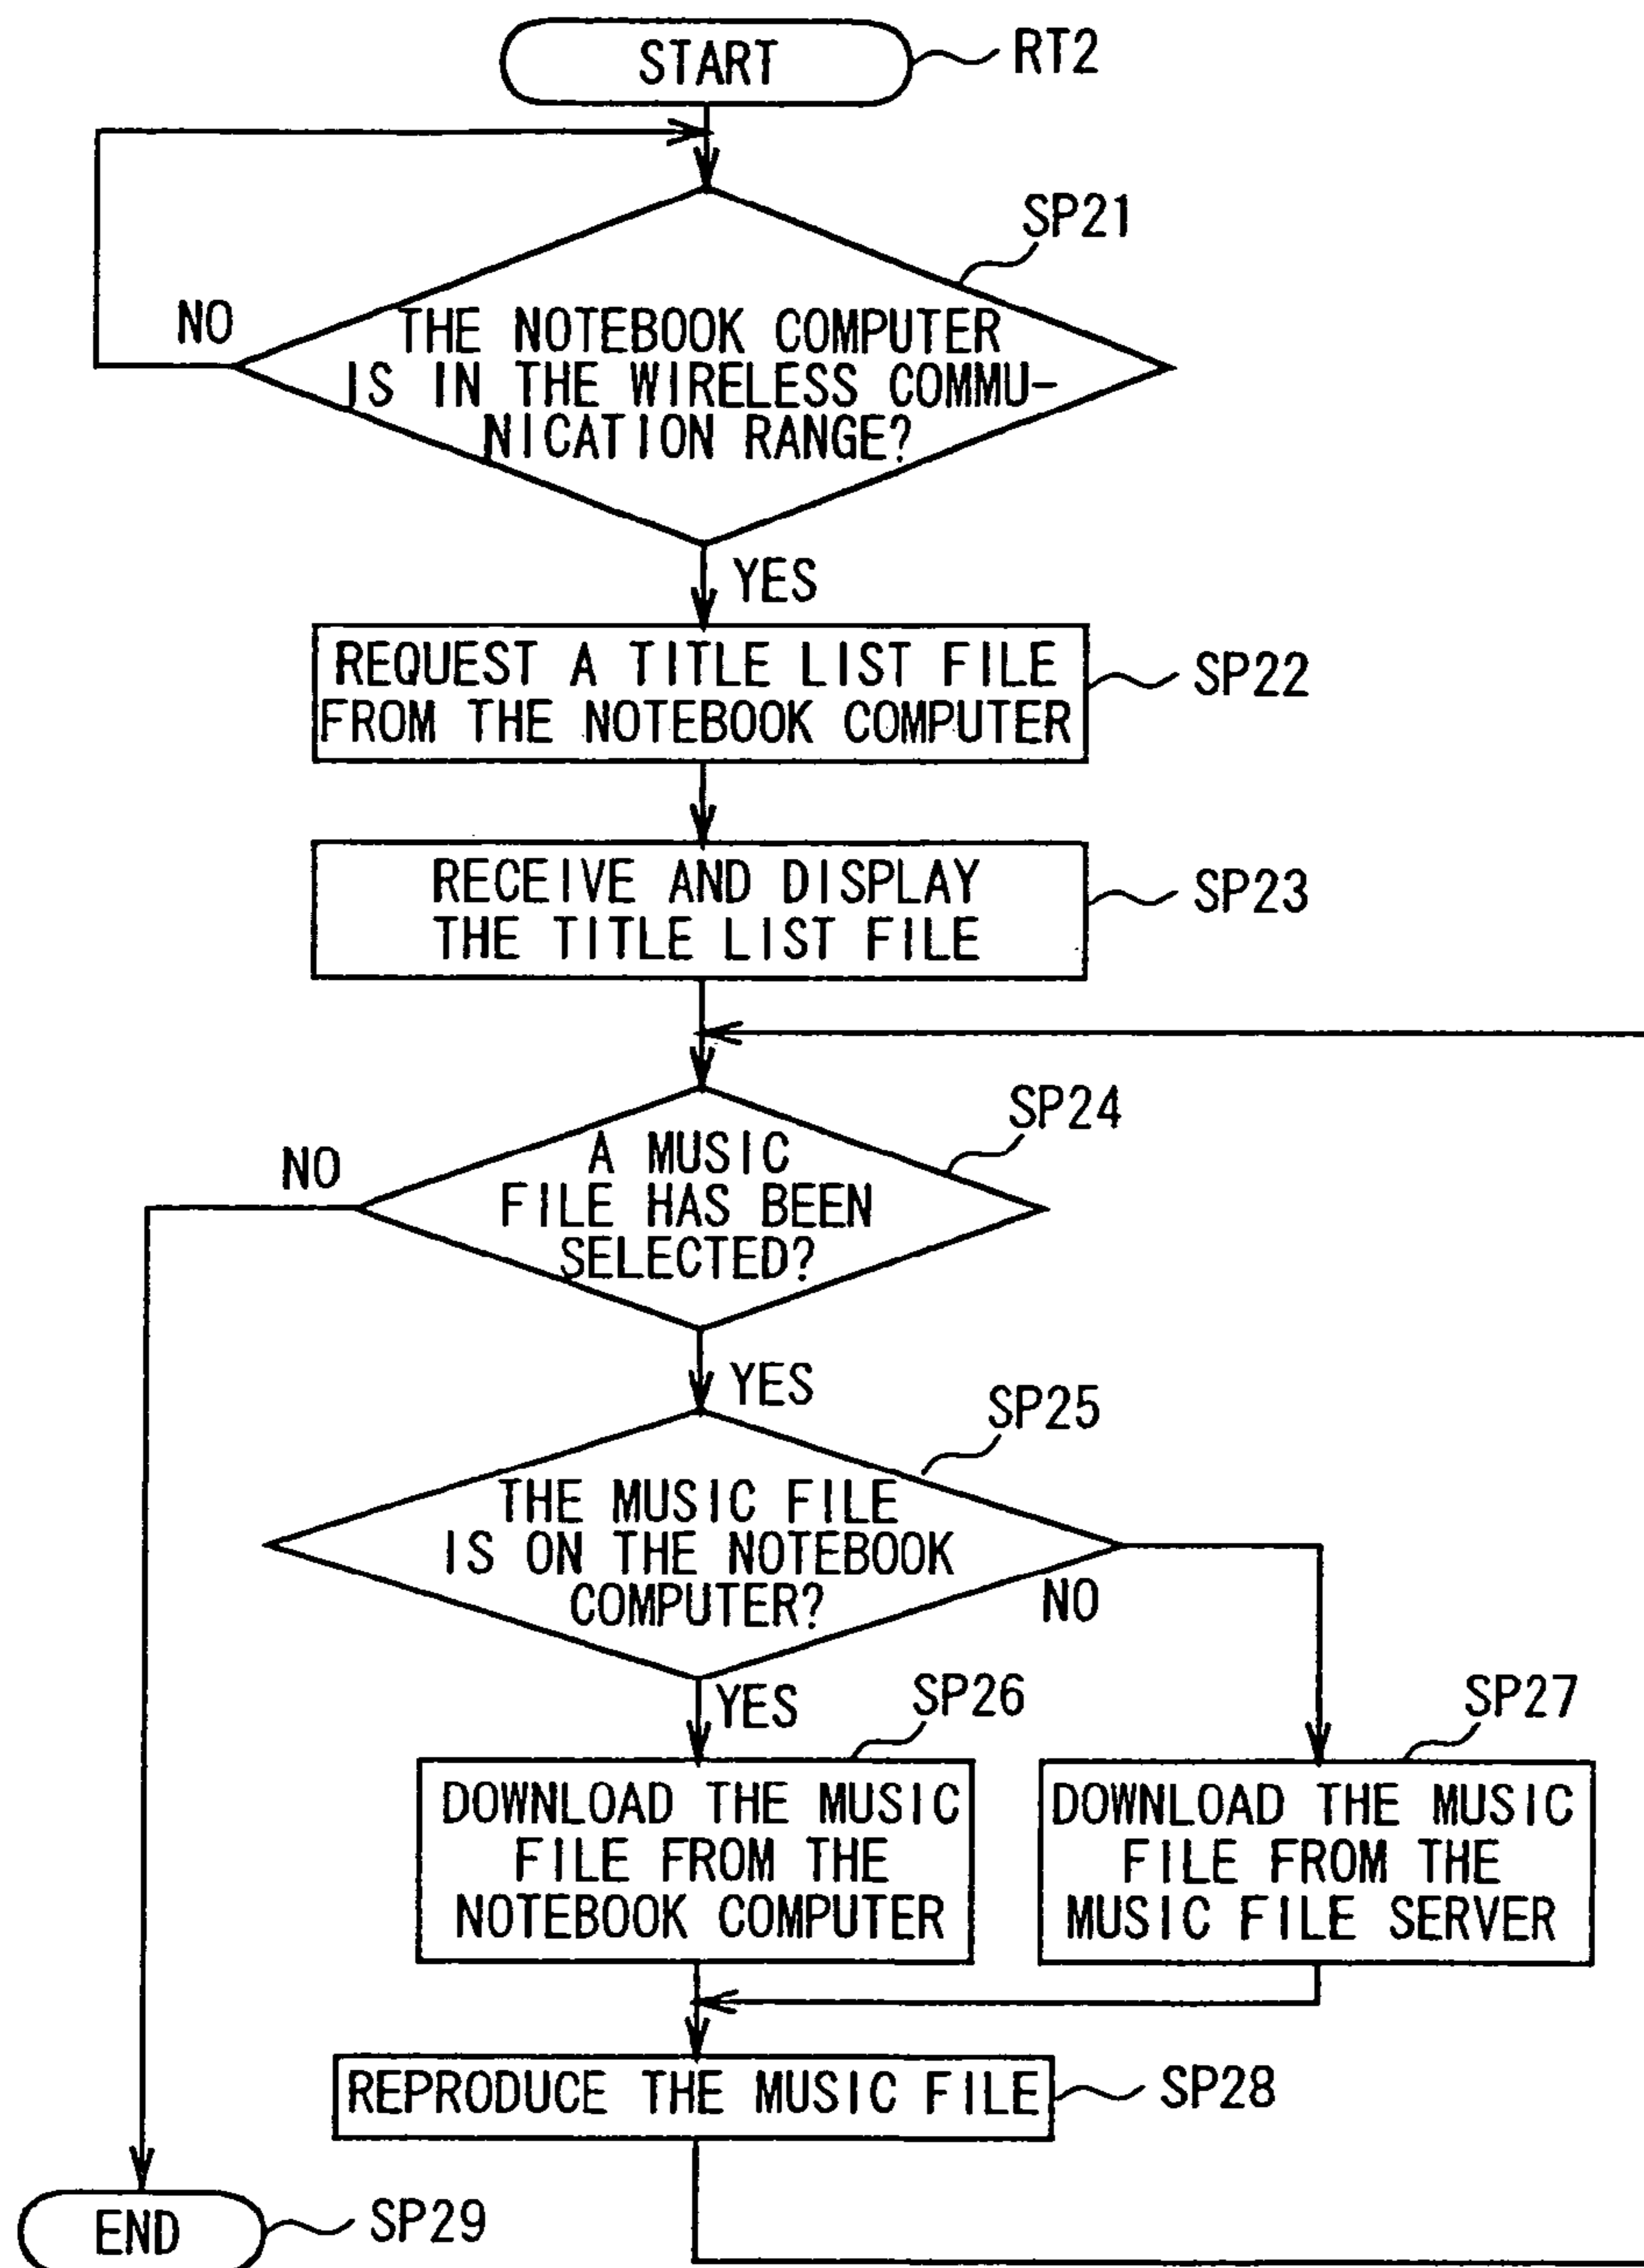 START
RT2
SP21
NO
THE NOTEBOOK COMPUTER
IS IN THE WIRELESS COMMU-
NICATION RANGE?
YES
REQUEST A TITLE LIST FILE
FROM THE NOTEBOOK COMPUTER
SP22
RECEIVE AND DISPLAY
THE TITLE LIST FILE
SP23
SP24
NO
A MUSIC
FILE HAS BEEN
SELECTED?
YES
SP25
THE MUSIC FILE
IS ON THE NOTEBOOK
COMPUTER?
NO
YES
SP26
SP27
DOWNLOAD THE MUSIC
FILE FROM THE
NOTEBOOK COMPUTER
DOWNLOAD THE MUSIC
FILE FROM THE
MUSIC FILE SERVER
REPRODUCE THE MUSIC FILE
SP28
END
SP29